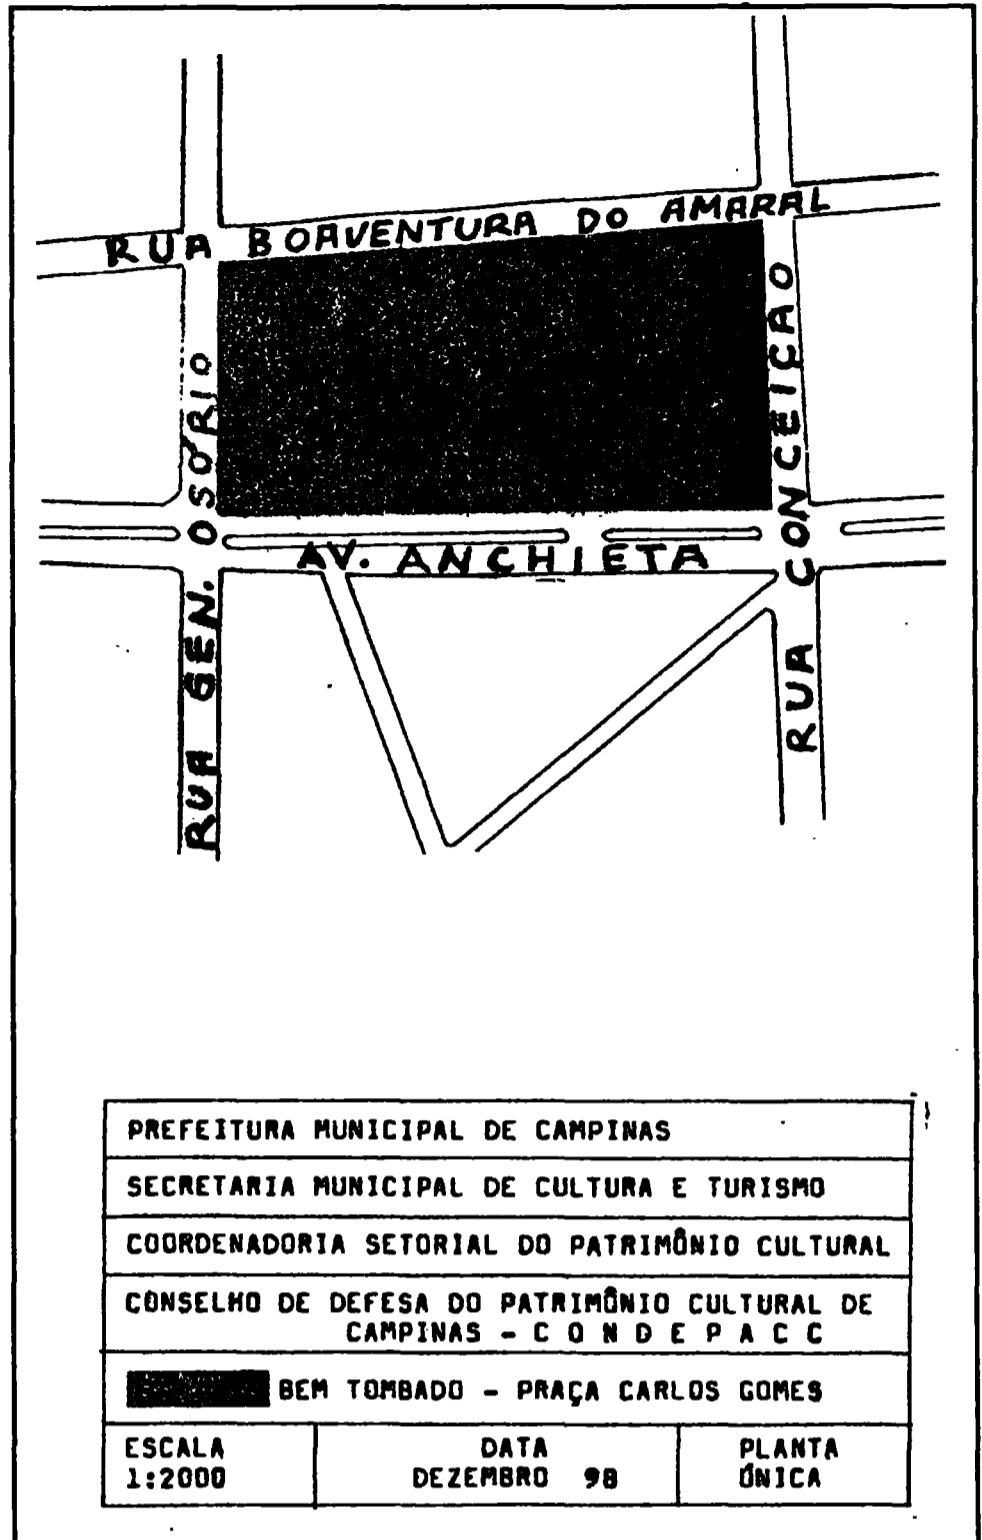 RUA BOAVENTURA DO AMARAL
RUA GEN. OSÓRIO
RUA CONCEIÇAO
AV. ANCHIETA
PREFEITURA MUNICIPAL DE CAMPINAS
SECRETARIA MUNICIPAL DE CULTURA E TURISMO
COORDENADORIA SETORIAL DO PATRIMÔNIO CULTURAL
CONSELHO DE DEFESA DO PATRIMÔNIO CULTURAL DE
CAMPINAS - C O N D E P A C C
BEM TOMBADO - PRAÇA CARLOS GOMES
ESCALA
1:2000
DATA
DEZEMBRO 98
PLANTA
ÚNICA